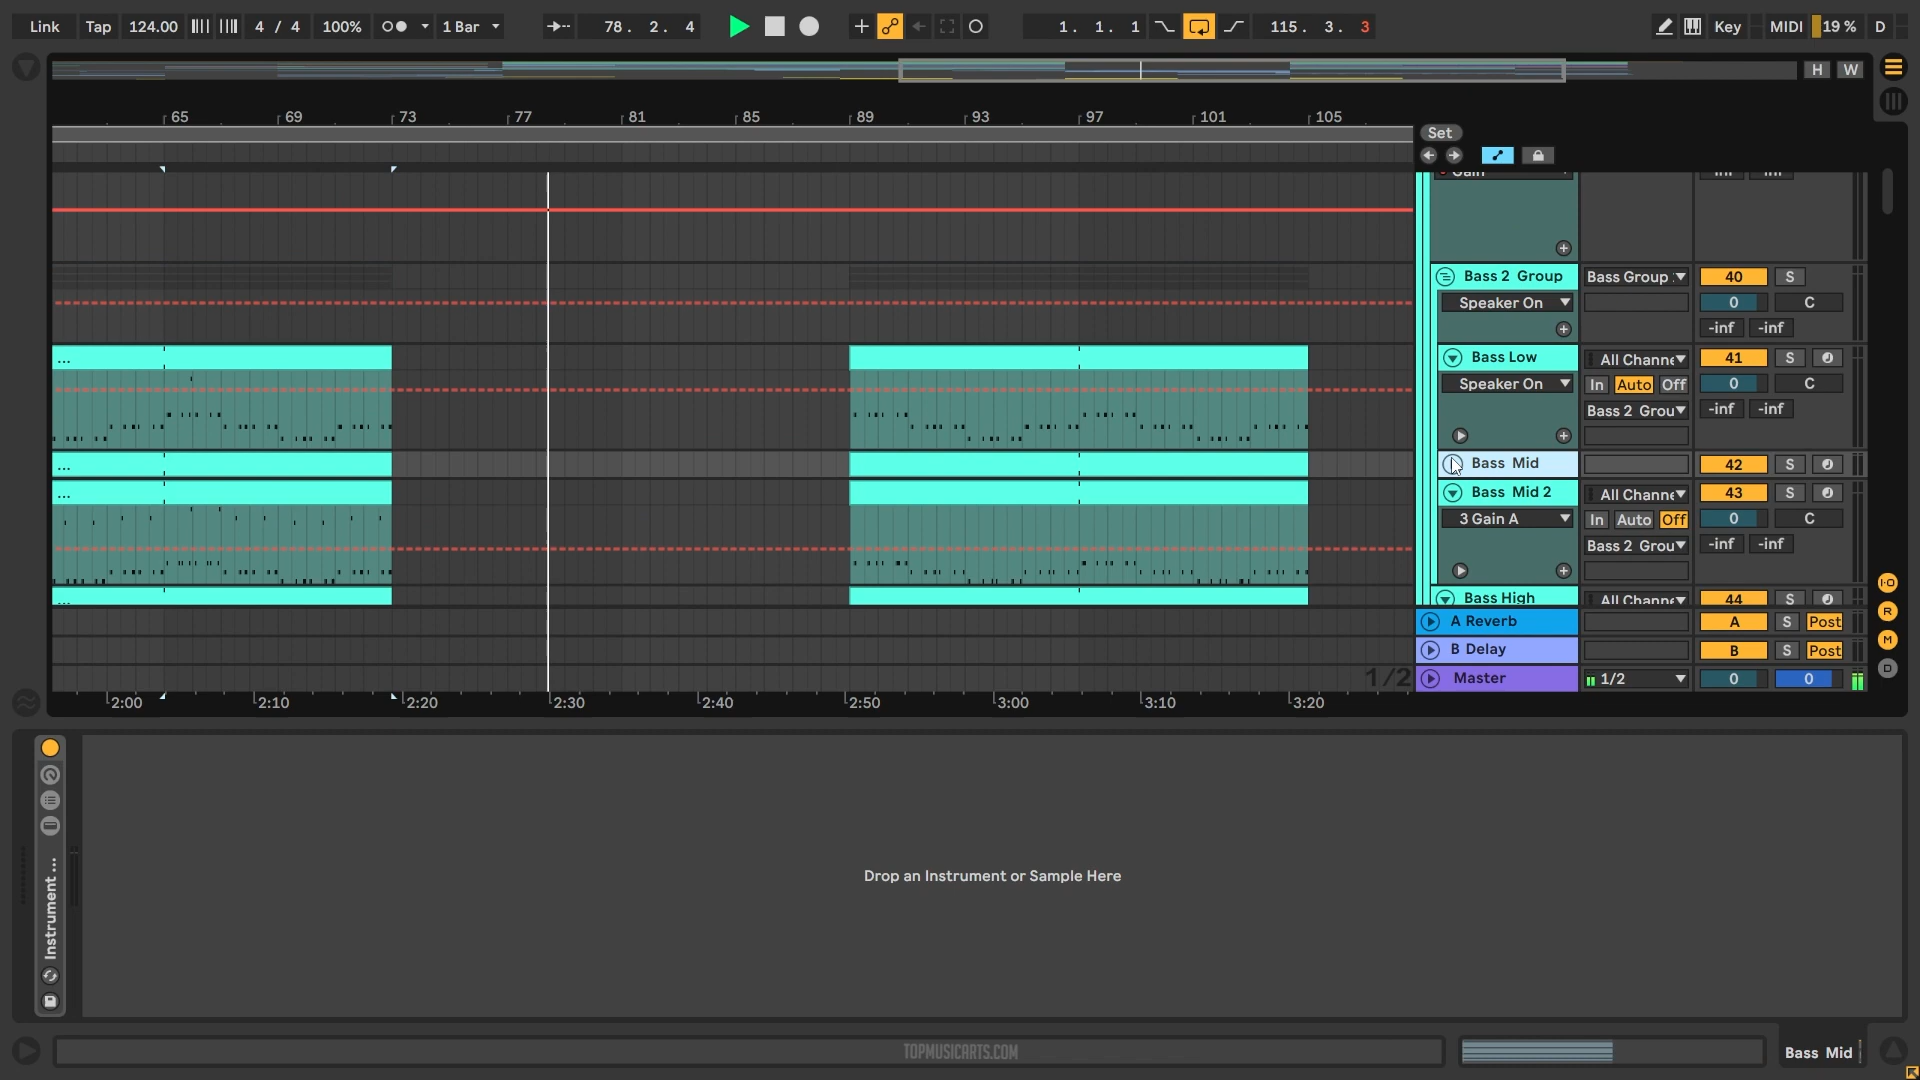 Link Tap 124.00 4 / 4 100% 1 Bar 78. 2. 4 1. 1. 1 115. 3. 3 Key MIDI 19 % D
H W
65 69 73 77 81 85 89 93 97 101 105
Set
Gain -inf -inf
Bass 2 Group Bass Group 40 S
Speaker On 0 C
-inf -inf
... Bass Low All Channe 41 S
Speaker On In Auto Off 0 C
Bass 2 Grou -inf -inf
... Bass Mid 42 S
... Bass Mid 2 All Channe 43 S
3 Gain A In Auto Off 0 C
Bass 2 Grou -inf -inf
... Bass High All Channe 44 S
A Reverb A S Post
B Delay B S Post
1/2 Master 1/2 0 0
I·O
R
M
D
2:00 2:10 2:20 2:30 2:40 2:50 3:00 3:10 3:20
Instrument ...
Drop an Instrument or Sample Here
TOPMUSICARTS.COM
Bass Mid